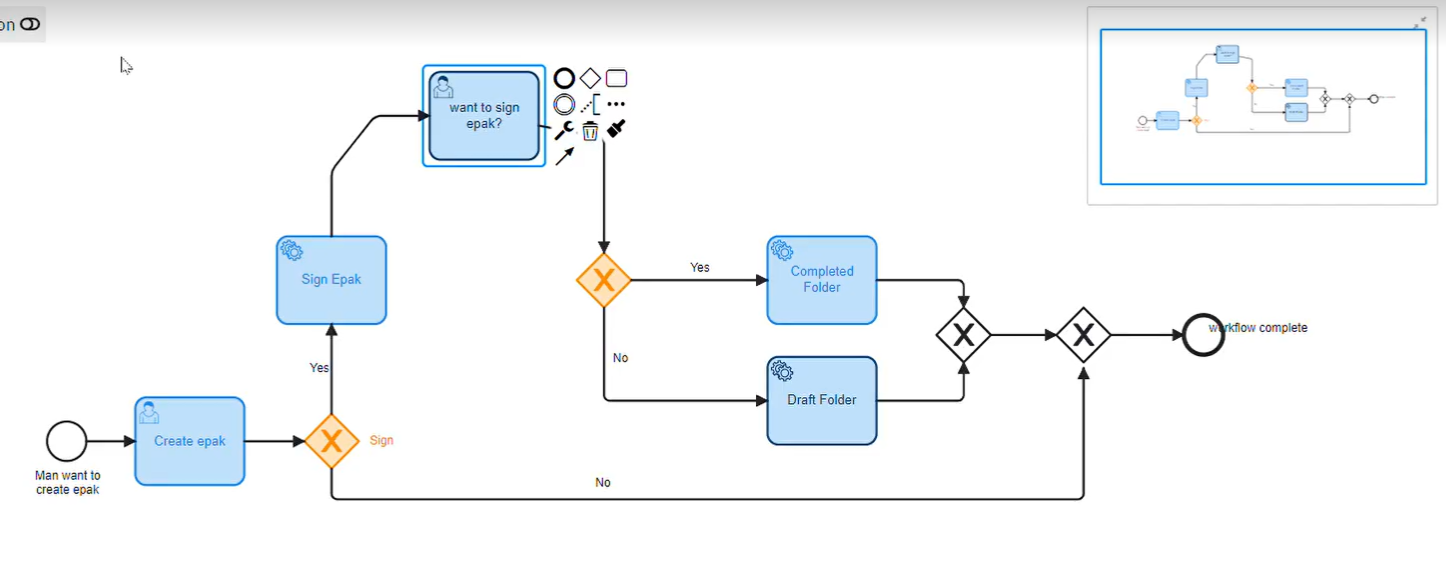 on
want to sign
epak?
Sign Epak
Yes
Completed
Folder
workflow complete
No
Yes
Draft Folder
Create epak
Sign
Man want to
create epak
No